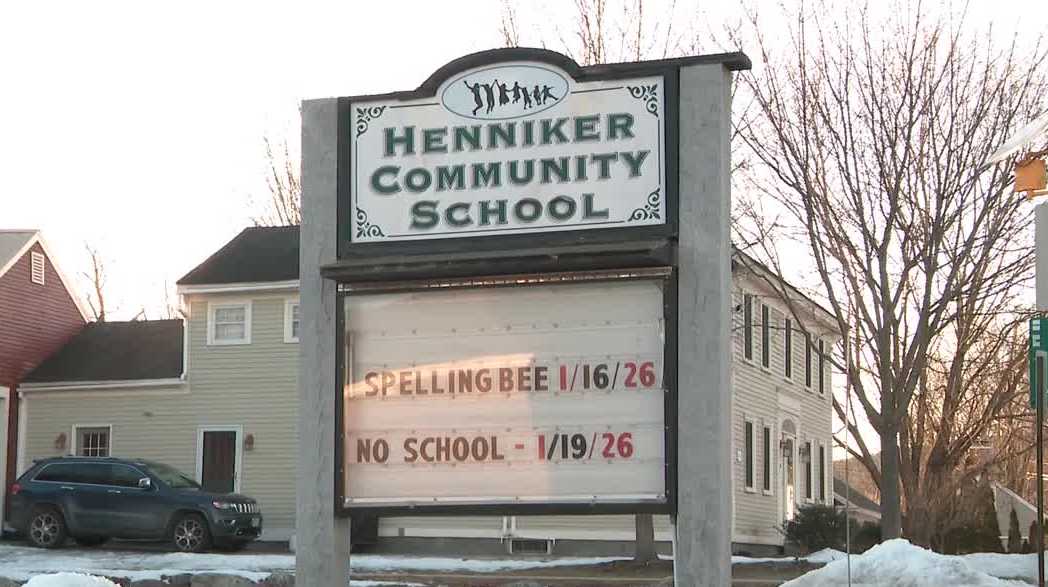 HENNIKER
COMMUNITY
SCHOOL
SPELLING BEE 1/16/26
NO SCHOOL - 1/19/26